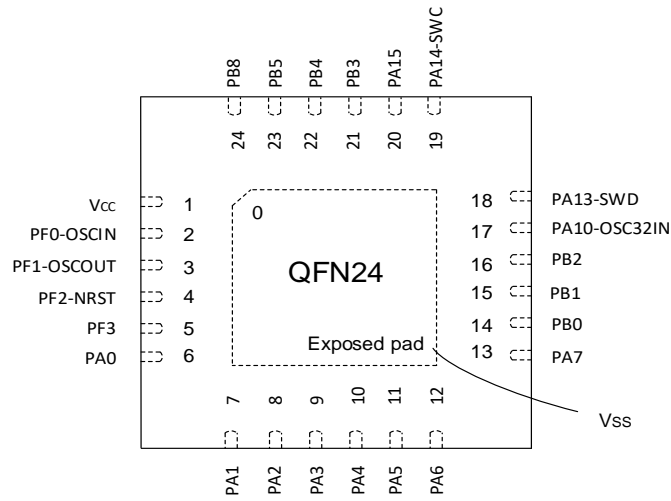 PB8
PB5
PB4
PB3
PA15
PA14-SWC
24
23
22
21
20
19
Vcc 1
PF0-OSCIN 2
PF1-OSCOUT 3
PF2-NRST 4
PF3 5
PA0 6
0
QFN24
Exposed pad
18 PA13-SWD
17 PA10-OSC32IN
16 PB2
15 PB1
14 PB0
13 PA7
Vss
7
8
9
10
11
12
PA1
PA2
PA3
PA4
PA5
PA6